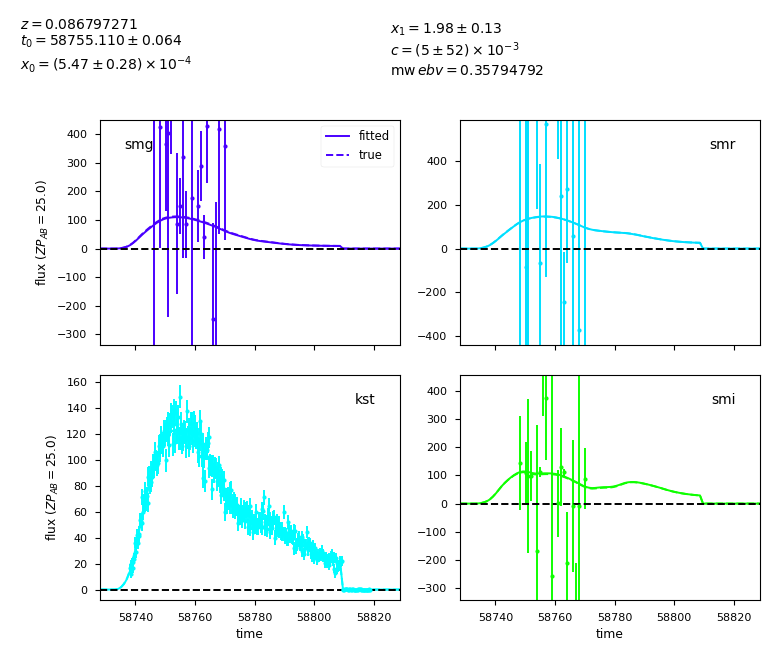 z = 0.086797271
t₀ = 58755.110 ± 0.064
x₀ = (5.47 ± 0.28) × 10⁻⁴
x₁ = 1.98 ± 0.13
c = (5 ± 52) × 10⁻³
mw ebv = 0.35794792
smg
fitted
true
400
300
200
100
0
−100
−200
−300
flux (ZP_AB = 25.0)
smr
400
200
0
−200
−400
kst
160
140
120
100
80
60
40
20
0
flux (ZP_AB = 25.0)
58740 58760 58780 58800 58820
time
smi
400
300
200
100
0
−100
−200
−300
58740 58760 58780 58800 58820
time